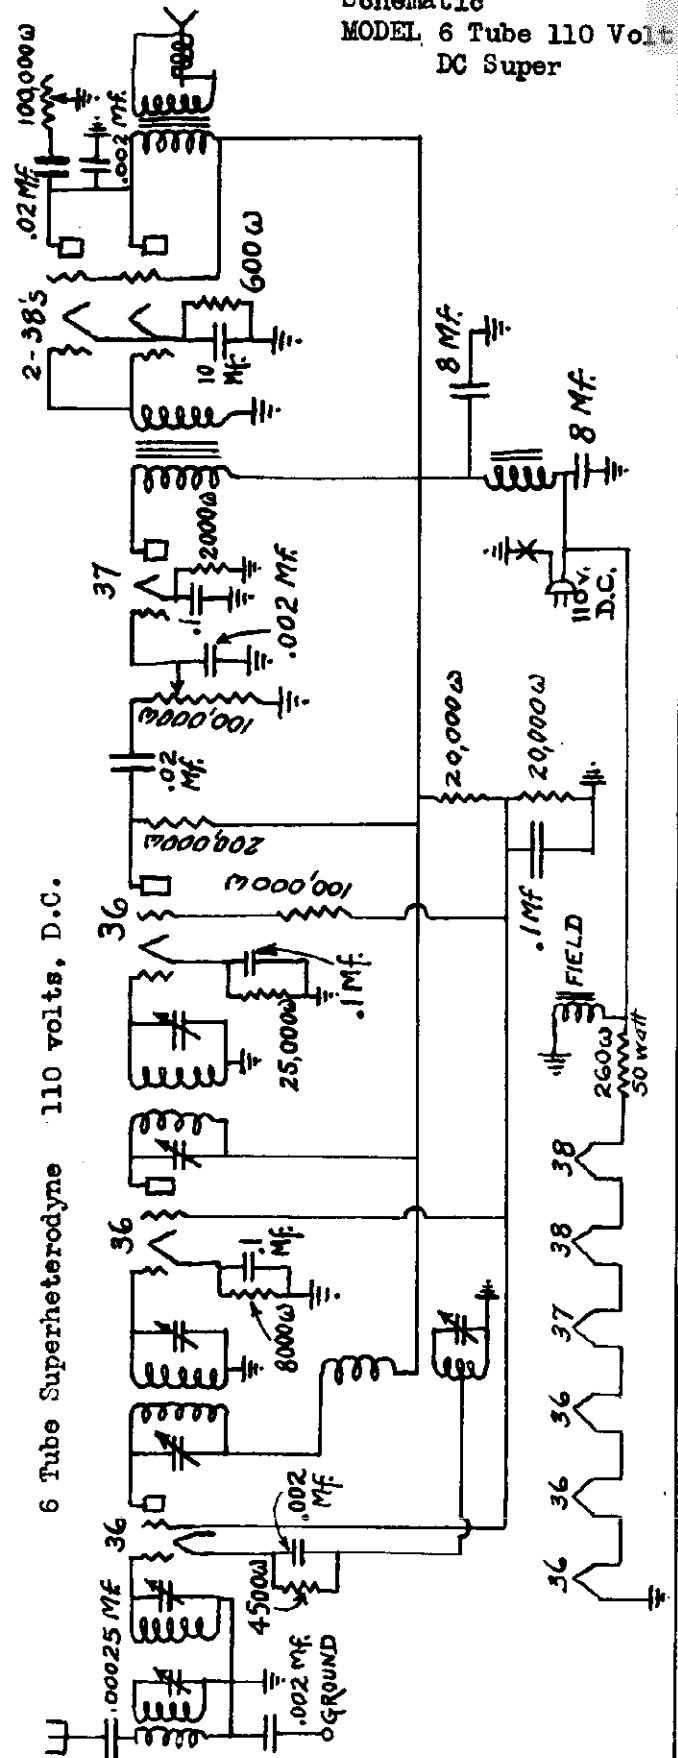 Schematic
MODEL 6 Tube 110 Volt
DC Super
6 Tube Superheterodyne 110 volts, D.C.
.00025 Mf
.002 Mf.
GROUND
36
4500ω
.002
Mf.
36
8000ω
.1
Mf.
36
25,000ω
.1 Mf.
100,000ω
200,000ω
.02
Mf.
100,000ω
.002 Mf.
37
.1
2000ω
2-38's
10
Mf.
600ω
.02 Mf.
100,000ω
.002 Mf.
8 Mf.
8 Mf.
110 v.
D.C.
20,000ω
20,000ω
.1 Mf
FIELD
260ω
50 watt
36
36
36
37
38
38